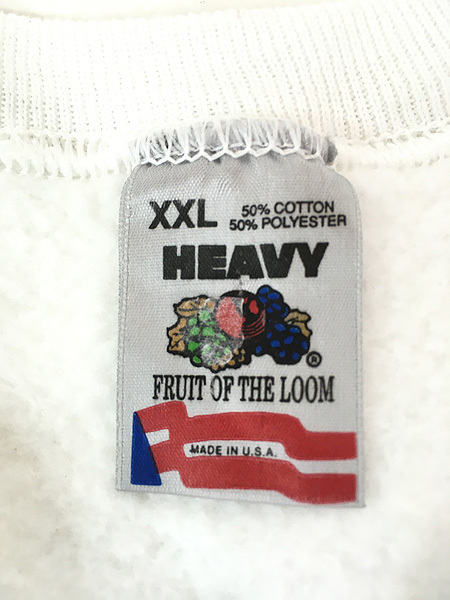 XXL 50% COTTON
50% POLYESTER
HEAVY
®
FRUIT OF THE LOOM
MADE IN U.S.A.